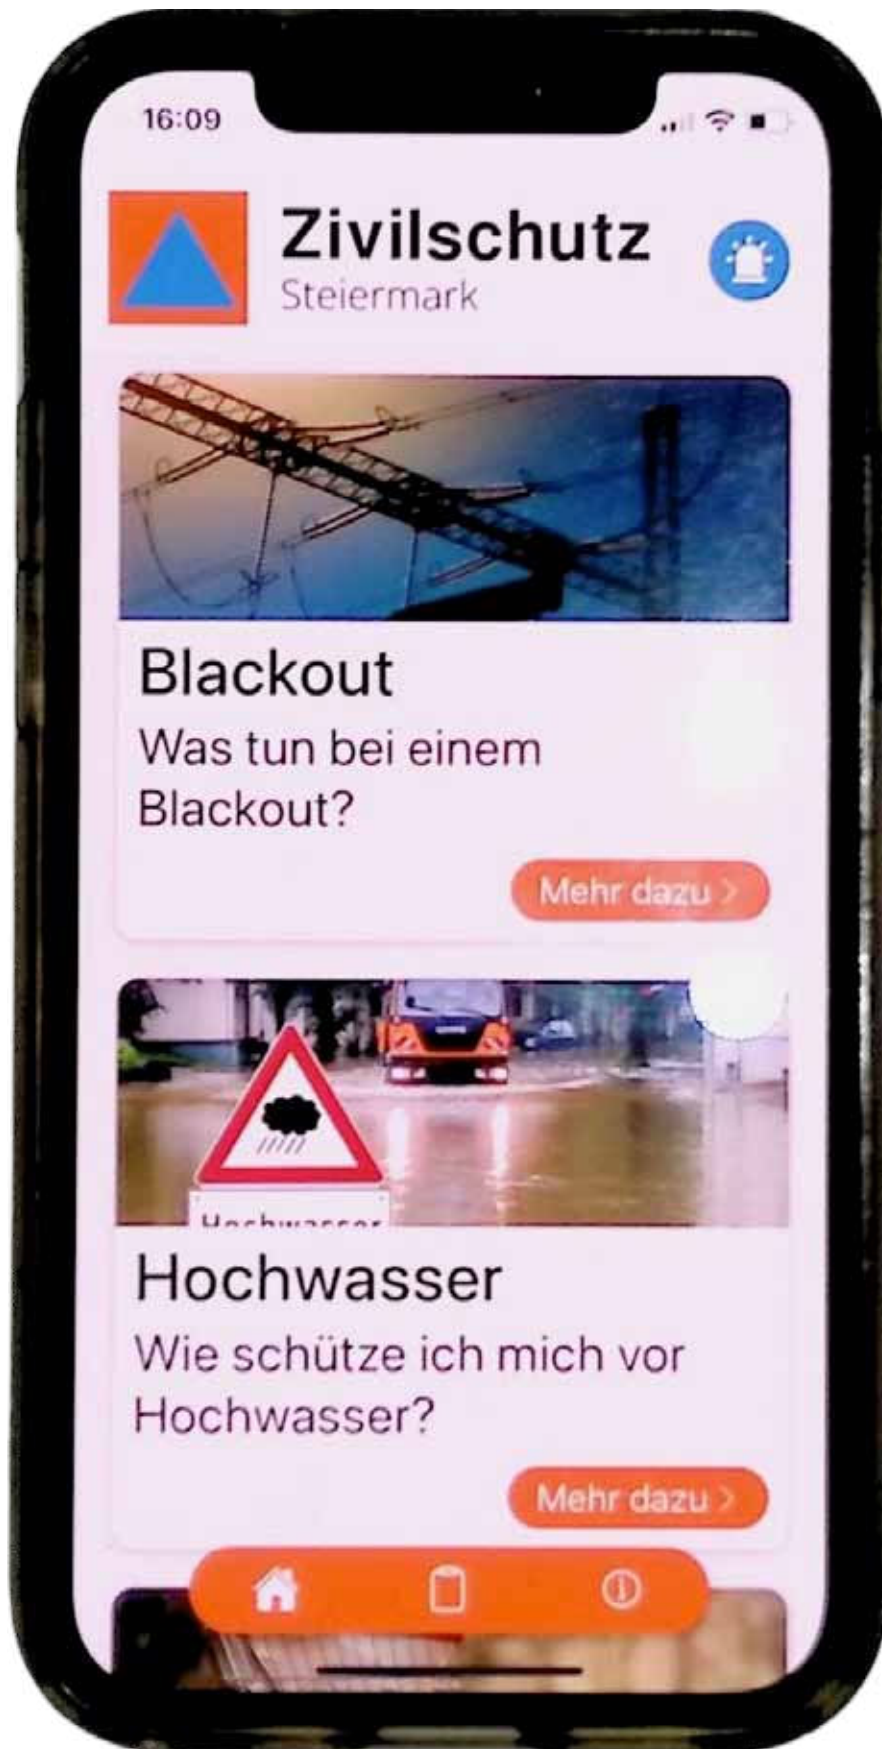 16:09
Zivilschutz
Steiermark
Blackout
Was tun bei einem
Blackout?
Mehr dazu >
Hochwasser
Hochwasser
Wie schütze ich mich vor
Hochwasser?
Mehr dazu >